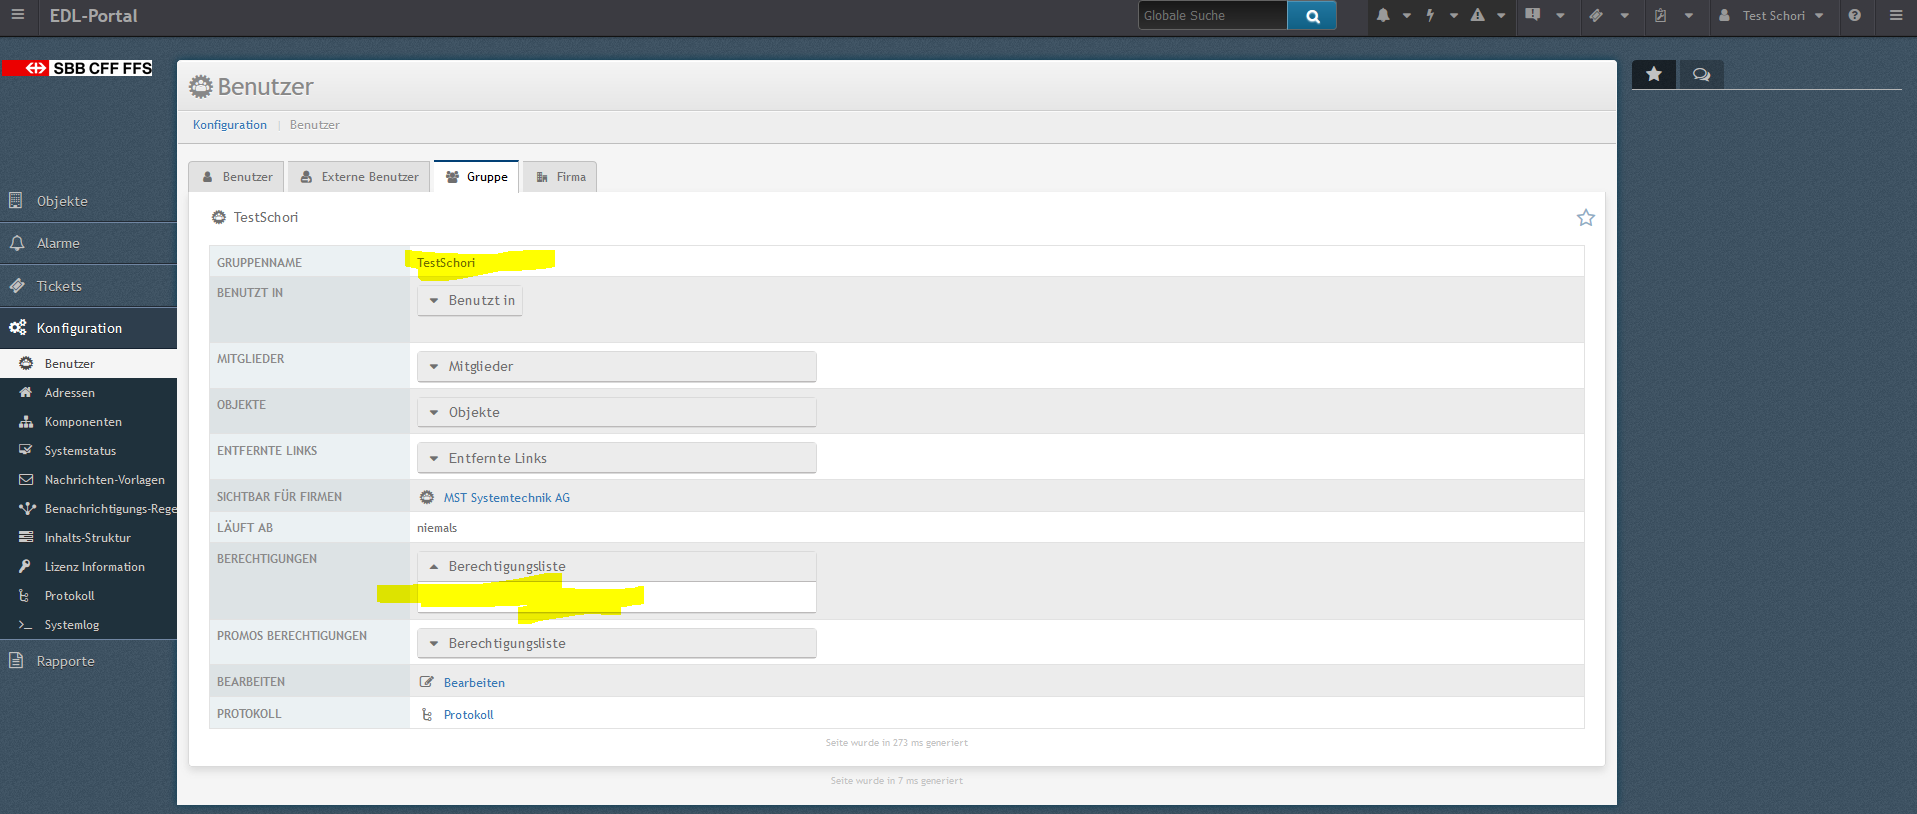 EDL-Portal
Globale Suche
Test Schori
SBB CFF FFS
Benutzer
Konfiguration | Benutzer
Benutzer
Externe Benutzer
Gruppe
Firma
Objekte
Alarme
Tickets
Konfiguration
Benutzer
Adressen
Komponenten
Systemstatus
Nachrichten-Vorlagen
Benachrichtigungs-Rege
Inhalts-Struktur
Lizenz Information
Protokoll
Systemlog
Rapporte
TestSchori
GRUPPENNAME
TestSchori
BENUTZT IN
Benutzt in
MITGLIEDER
Mitglieder
OBJEKTE
Objekte
ENTFERNTE LINKS
Entfernte Links
SICHTBAR FÜR FIRMEN
MST Systemtechnik AG
LÄUFT AB
niemals
BERECHTIGUNGEN
Berechtigungsliste
PROMOS BERECHTIGUNGEN
Berechtigungsliste
BEARBEITEN
Bearbeiten
PROTOKOLL
Protokoll
Seite wurde in 273 ms generiert
Seite wurde in 7 ms generiert